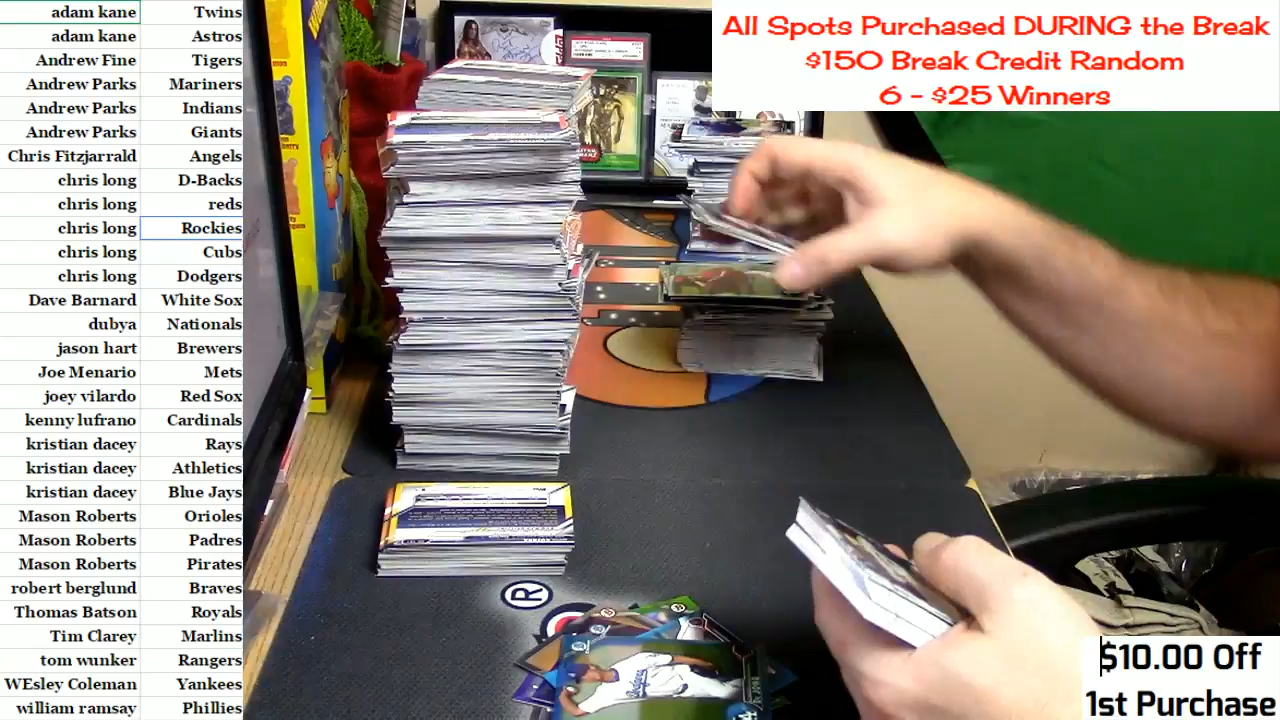 adam kane Twins
adam kane Astros
Andrew Fine Tigers
Andrew Parks Mariners
Andrew Parks Indians
Andrew Parks Giants
Chris Fitzjarrald Angels
chris long D-Backs
chris long reds
chris long Rockies
chris long Cubs
chris long Dodgers
Dave Barnard White Sox
dubya Nationals
jason hart Brewers
Joe Menario Mets
joey vilardo Red Sox
kenny lufrano Cardinals
kristian dacey Rays
kristian dacey Athletics
kristian dacey Blue Jays
Mason Roberts Orioles
Mason Roberts Padres
Mason Roberts Pirates
robert berglund Braves
Thomas Batson Royals
Tim Clarey Marlins
tom wunker Rangers
WEsley Coleman Yankees
william ramsay Phillies
All Spots Purchased DURING the Break
$150 Break Credit Random
6 - $25 Winners
®
Dodgers
$10.00 Off
1st Purchase